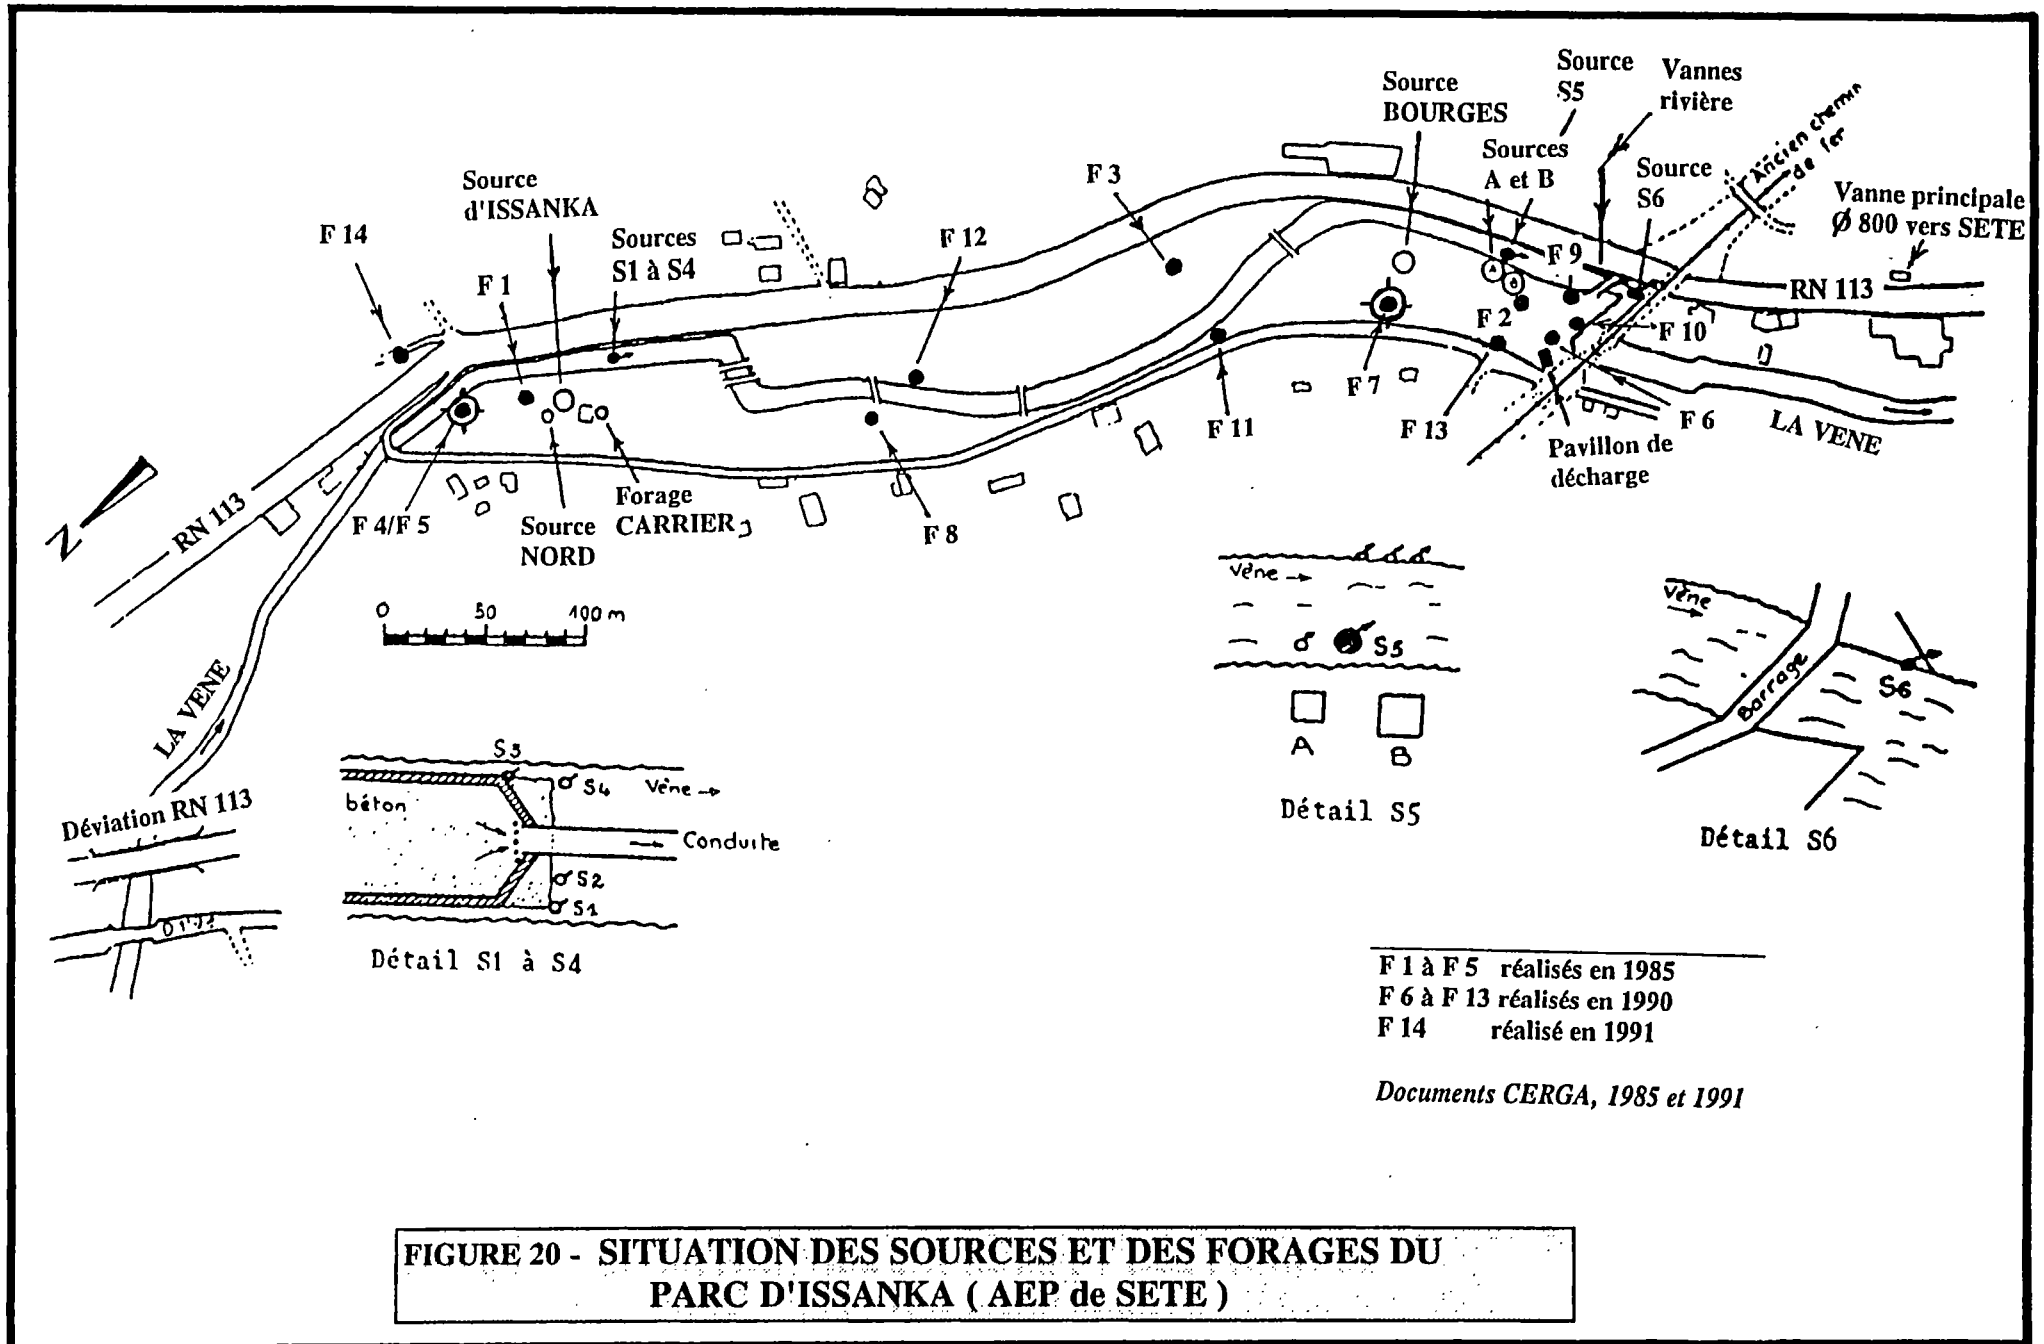 Source
S5
Vannes
rivière
Source
BOURGES
Ancien chemin
de fer
Sources
A et B
Source
S6
Vanne principale
Ø 800 vers SETE
F 3
Source
d'ISSANKA
F 14
Sources
S1 à S4
F 12
F 9
F 1
A
B
RN 113
F 2
F 10
F 7
F 11
F 13
F 6
LA VENE
Pavillon de
décharge
N
RN 113
F 4/F 5
Forage
CARRIER
Source
NORD
F 8
0 50 100 m
Vène
S5
A
B
Détail S5
Vène
Barrage
S6
Détail S6
LA VENE
Déviation RN 113
S3
S4
Vène
béton
Conduite
S2
S1
Détail S1 à S4
F 1 à F 5 réalisés en 1985
F 6 à F 13 réalisés en 1990
F 14 réalisé en 1991
Documents CERGA, 1985 et 1991
FIGURE 20 - SITUATION DES SOURCES ET DES FORAGES DU
PARC D'ISSANKA ( AEP de SETE )